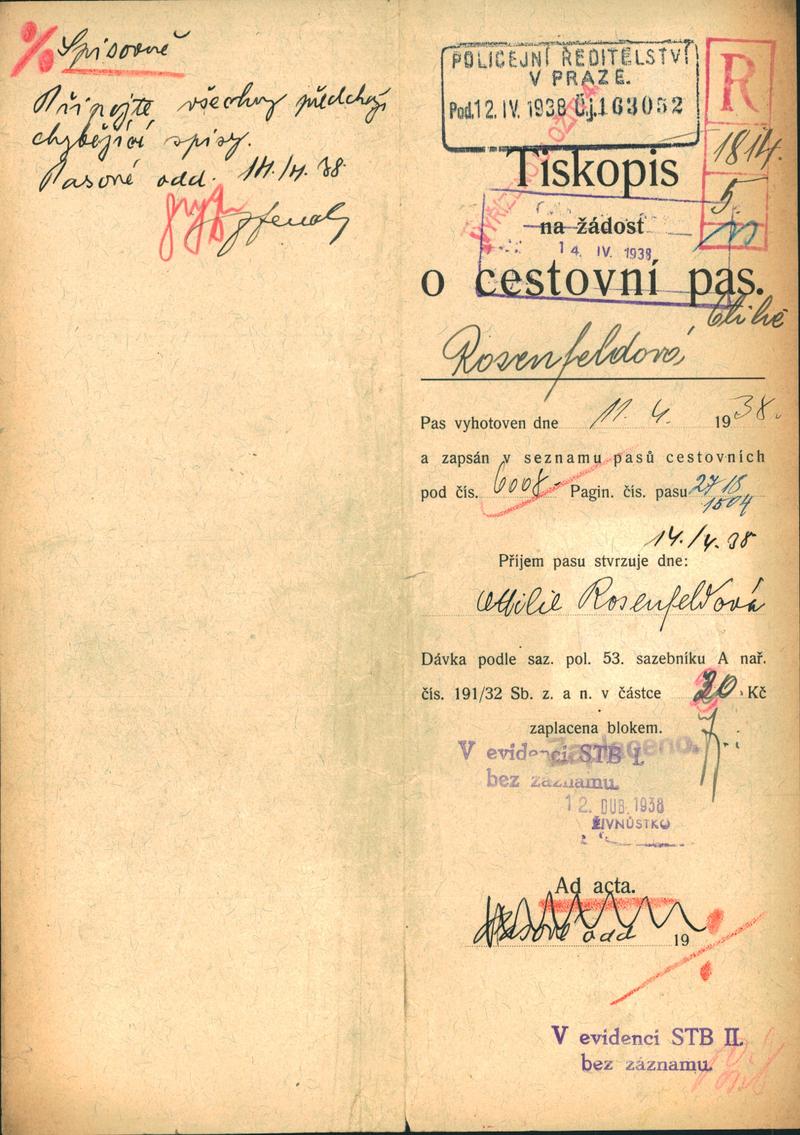 Spisovně
Připojte všechny předchozí
chybějící spisy.
Pasové odd. 14./4. 38
POLICEJNÍ ŘEDITELSTVÍ
V PRAZE.
Pod. 12. IV. 1938 Čj. 163052
R
1814.
5.
Tiskopis
na žádost
14. IV. 1938
o cestovní pas.
Rosenfeldová
Pas vyhotoven dne 11. 4. 1938.
a zapsán v seznamu pasů cestovních
pod čís. 6008 - Pagin. čís. pasu 2718
1504
14./4. 38
Příjem pasu stvrzuje dne:
Otilie Rosenfeldová
Dávka podle saz. pol. 53. sazebníku A nař.
čís. 191/32 Sb. z. a n. v částce 20 Kč
zaplacena blokem.
Zaplaceno.
V evidenci STB I.
bez záznamu.
12. DUB. 1938
ŽIVNŮSTKO
Ad acta.
Pasové odd 19
V evidenci STB II.
bez záznamu.